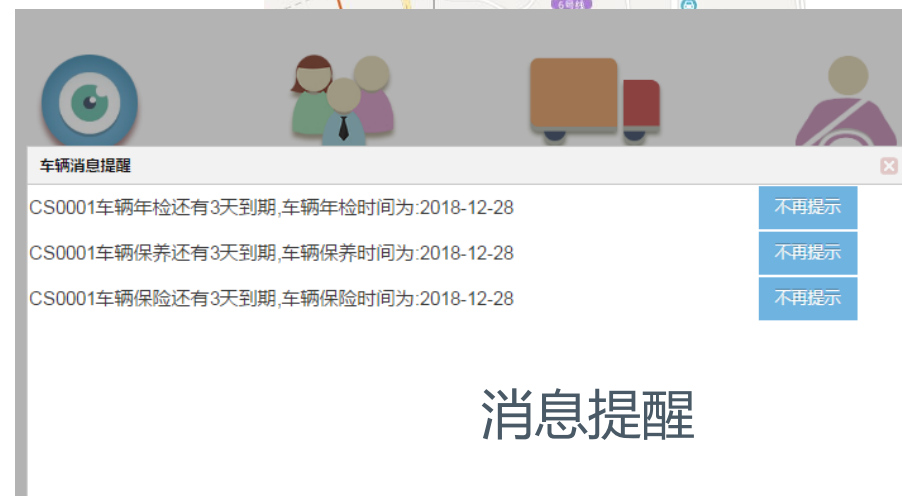 6号线
车辆消息提醒
CS0001车辆年检还有3天到期,车辆年检时间为:2018-12-28 不再提示
CS0001车辆保养还有3天到期,车辆保养时间为:2018-12-28 不再提示
CS0001车辆保险还有3天到期,车辆保险时间为:2018-12-28 不再提示
消息提醒